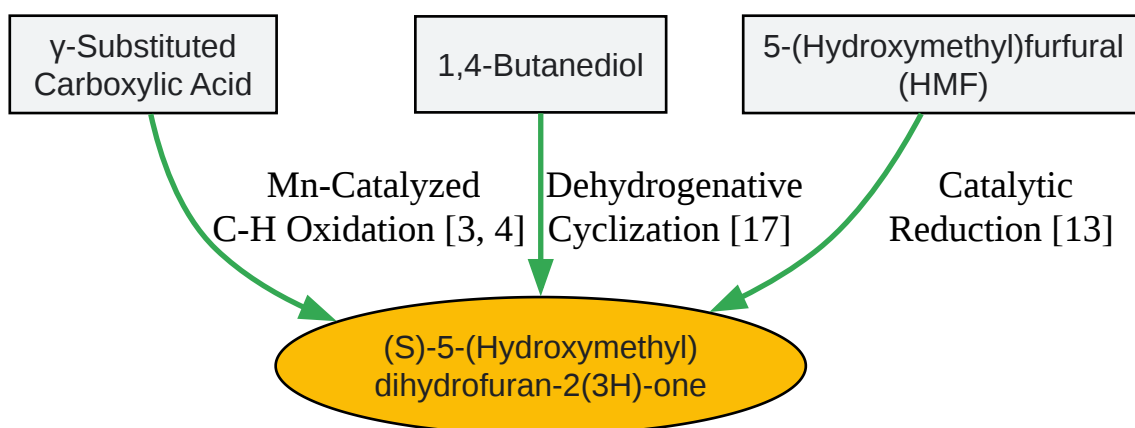 γ-Substituted
Carboxylic Acid
1,4-Butanediol
5-(Hydroxymethyl)furfural
(HMF)
Mn-Catalyzed
C-H Oxidation [3, 4]
Dehydrogenative
Cyclization [17]
Catalytic
Reduction [13]
(S)-5-(Hydroxymethyl)
dihydrofuran-2(3H)-one